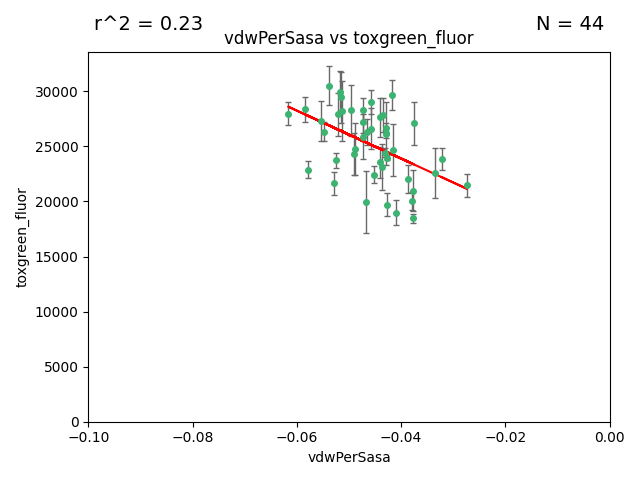 r^2 = 0.23
N = 44
vdwPerSasa vs toxgreen_fluor
toxgreen_fluor
30000
25000
20000
15000
10000
5000
0
−0.10
−0.08
−0.06
−0.04
−0.02
0.00
vdwPerSasa